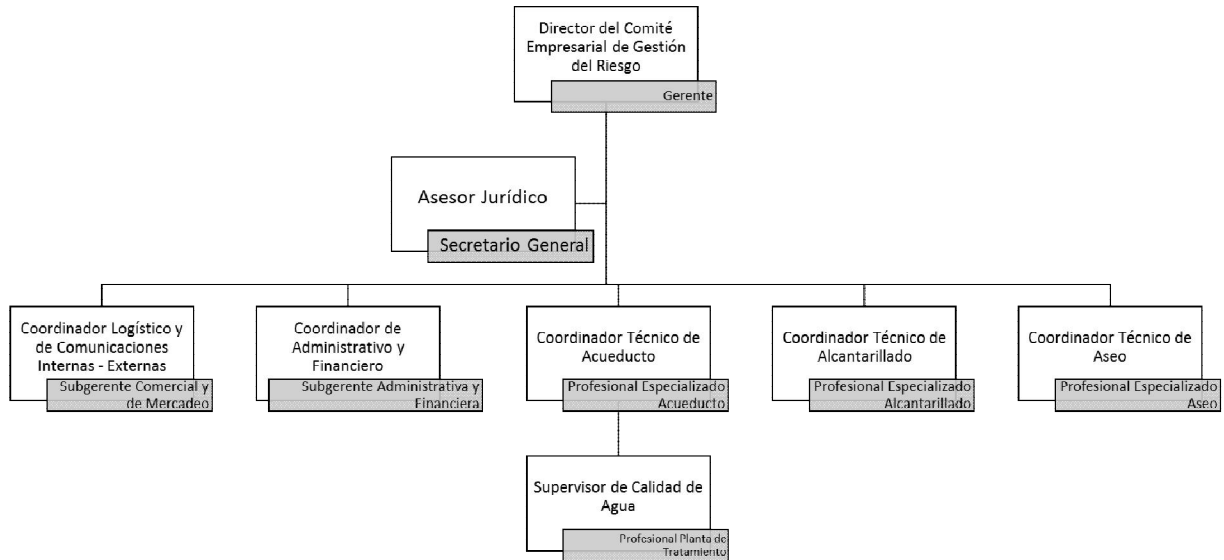 Director del Comité
Empresarial de Gestión
del Riesgo
Gerente
Asesor Jurídico
Secretario General
Coordinador Logístico y
de Comunicaciones
Internas - Externas
Subgerente Comercial y
de Mercadeo
Coordinador de
Administrativo y
Financiero
Subgerente Administrativa y
Financiera
Coordinador Técnico de
Acueducto
Profesional Especializado
Acueducto
Coordinador Técnico de
Alcantarillado
Profesional Especializado
Alcantarillado
Coordinador Técnico de
Aseo
Profesional Especializado
Aseo
Supervisor de Calidad de
Agua
Profesional Planta de
Tratamiento